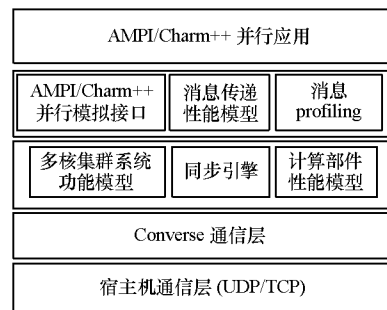 AMPI/Charm++ 并行应用
AMPI/Charm++
并行模拟接口
消息传递
性能模型
消息
profiling
多核集群系统
功能模型
同步引擎
计算部件
性能模型
Converse 通信层
宿主机通信层 (UDP/TCP)